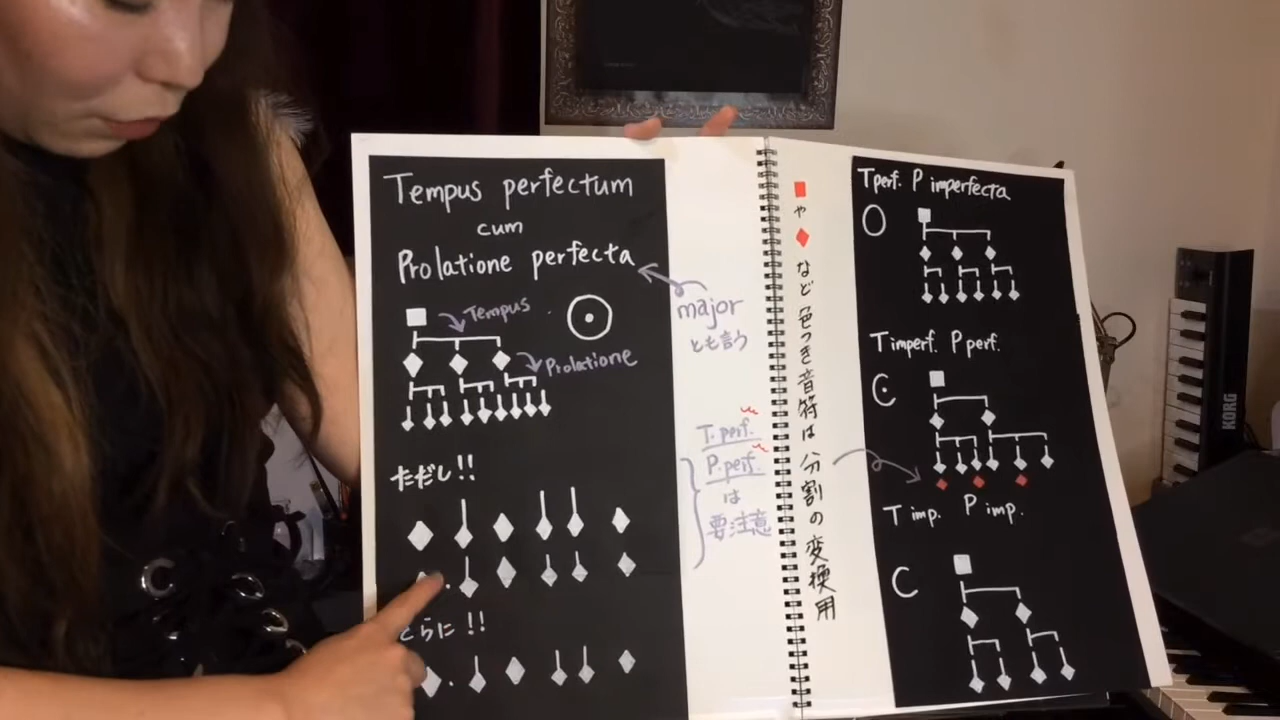 Tempus perfectum
cum
Prolatione perfecta
Tempus
Prolatione
ただし!!
さらに!!
major
とも言う
T. perf.
P. perf.
は
要注意
や
など色つき音符は分割の変換用
Tperf. P imperfecta
T imperf. P perf.
T imp. P imp.
KORG